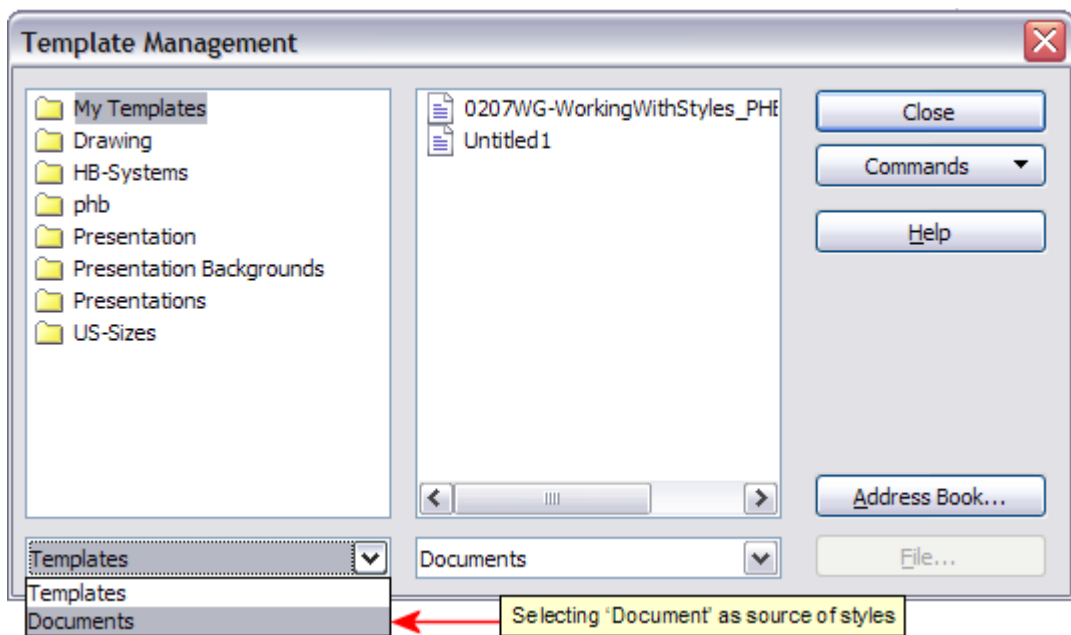 Template Management
My Templates
Drawing
HB-Systems
phb
Presentation
Presentation Backgrounds
Presentations
US-Sizes
0207WG-WorkingWithStyles_PHB
Untitled1
Close
Commands
Help
Address Book...
File...
Templates
Documents
Templates
Documents
Selecting ‘Document’ as source of styles